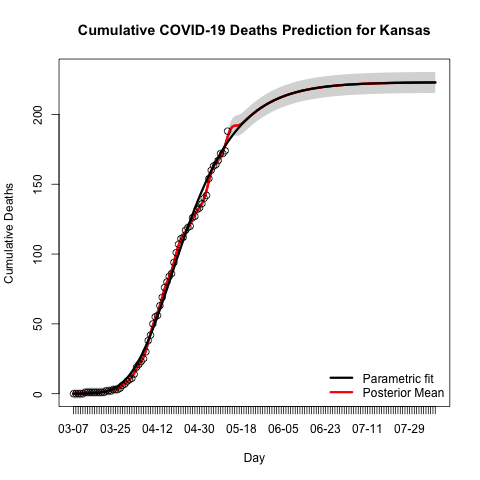 Cumulative COVID-19 Deaths Prediction for Kansas
Cumulative Deaths
200
150
100
50
0
Parametric fit
Posterior Mean
03-07 03-25 04-12 04-30 05-18 06-05 06-23 07-11 07-29
Day